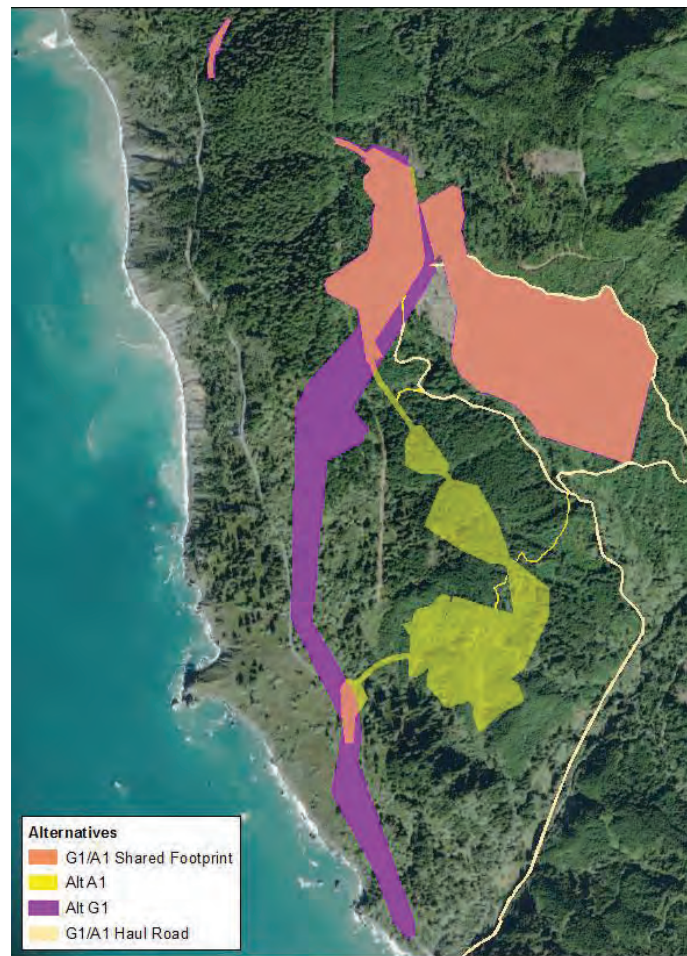 Alternatives
G1/A1 Shared Footprint
Alt A1
Alt G1
G1/A1 Haul Road